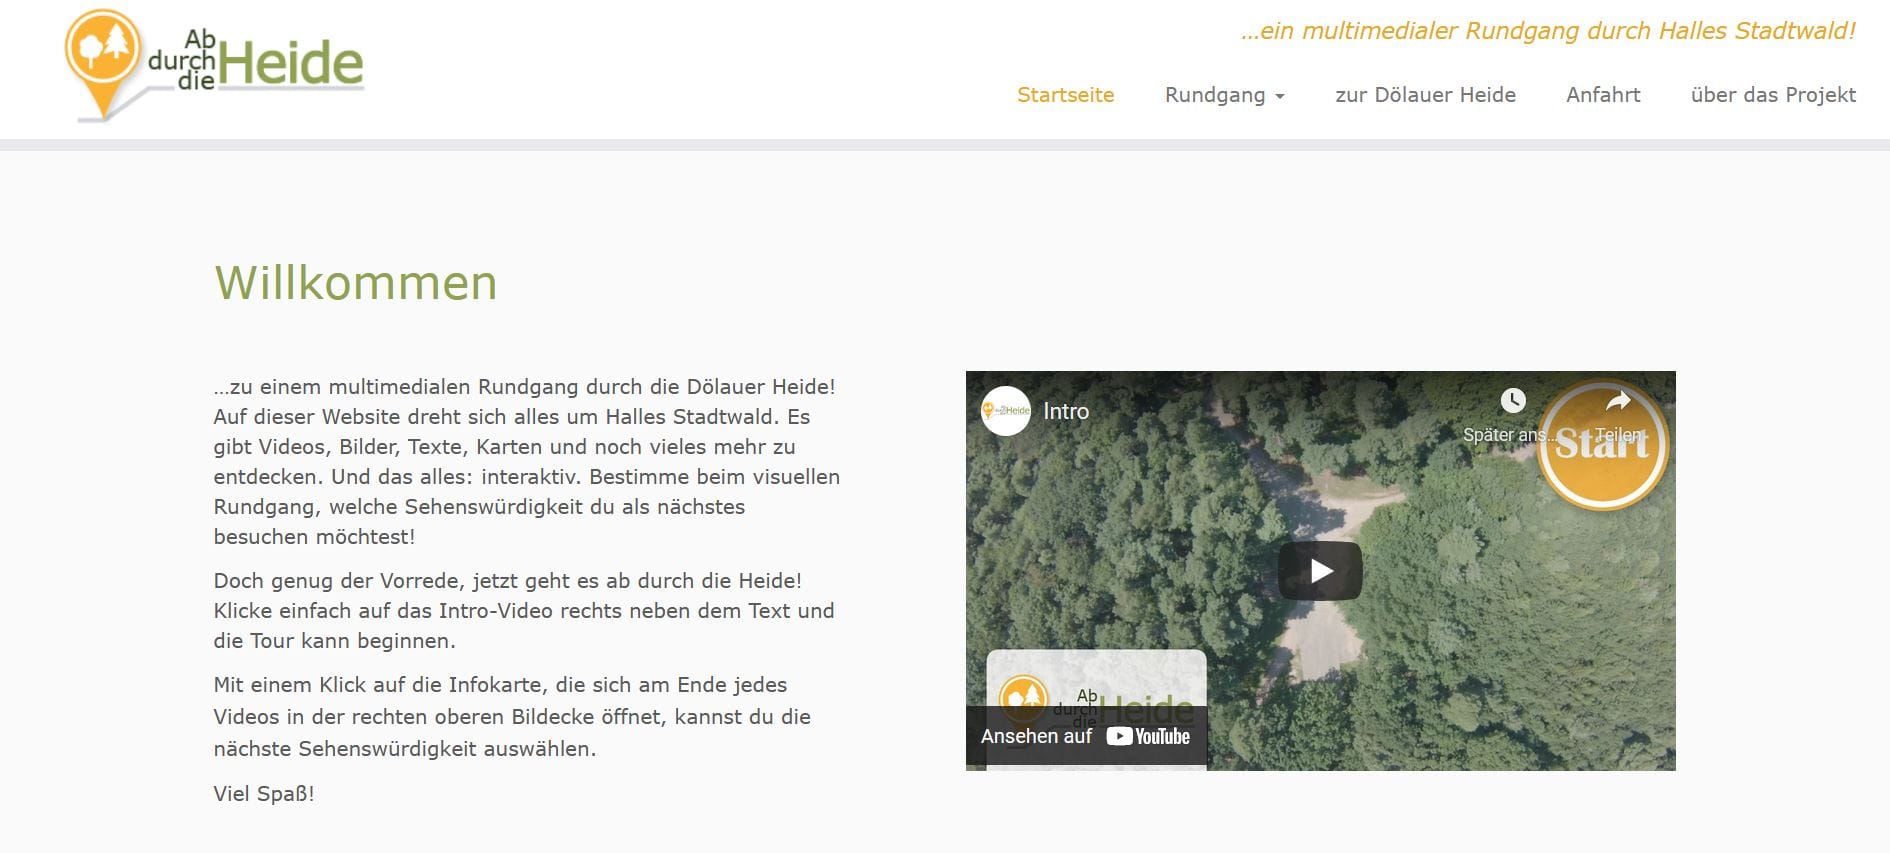 Ab
durch
die Heide
...ein multimedialer Rundgang durch Halles Stadtwald!
Startseite Rundgang zur Dölauer Heide Anfahrt über das Projekt
Willkommen
...zu einem multimedialen Rundgang durch die Dölauer Heide!
Auf dieser Website dreht sich alles um Halles Stadtwald. Es
gibt Videos, Bilder, Texte, Karten und noch vieles mehr zu
entdecken. Und das alles: interaktiv. Bestimme beim visuellen
Rundgang, welche Sehenswürdigkeit du als nächstes
besuchen möchtest!
Doch genug der Vorrede, jetzt geht es ab durch die Heide!
Klicke einfach auf das Intro-Video rechts neben dem Text und
die Tour kann beginnen.
Mit einem Klick auf die Infokarte, die sich am Ende jedes
Videos in der rechten oberen Bildecke öffnet, kannst du die
nächste Sehenswürdigkeit auswählen.
Viel Spaß!
Heide
Intro
Später ans... Teilen
Start
Ab
durch
die Heide
Ansehen auf YouTube